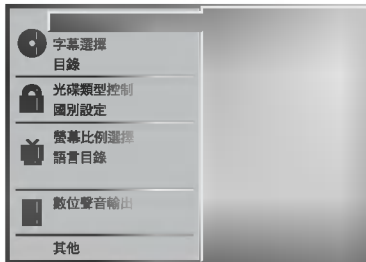 字幕選擇
目錄
光碟類型控制
國別設定
螢幕比例選擇
語言目錄
數位聲音輸出
其他